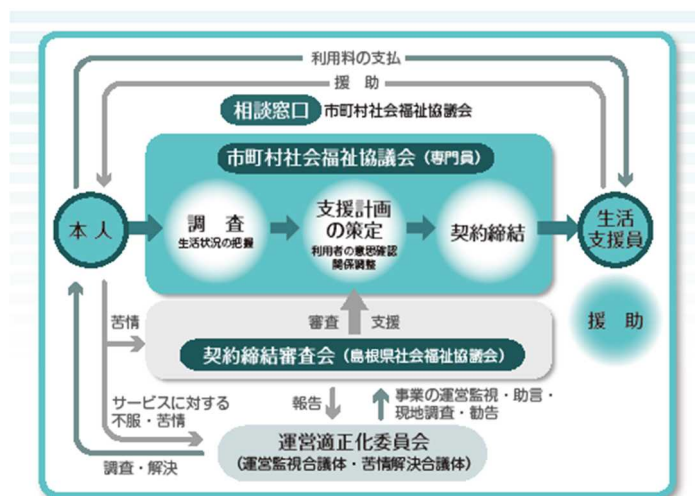 利用料の支払
援 助
相談窓口 市町村社会福祉協議会
市町村社会福祉協議会(専門員)
本 人
調 査
生活状況の把握
支援計画
の策定
利用者の意思確認
関係調整
契約締結
生活
支援員
援 助
苦情
審査 支援
契約締結審査会(島根県社会福祉協議会)
サービスに対する
不服・苦情
報告
事業の運営監視・助言・
現地調査・勧告
運営適正化委員会
(運営監視合議体・苦情解決合議体)
調査・解決